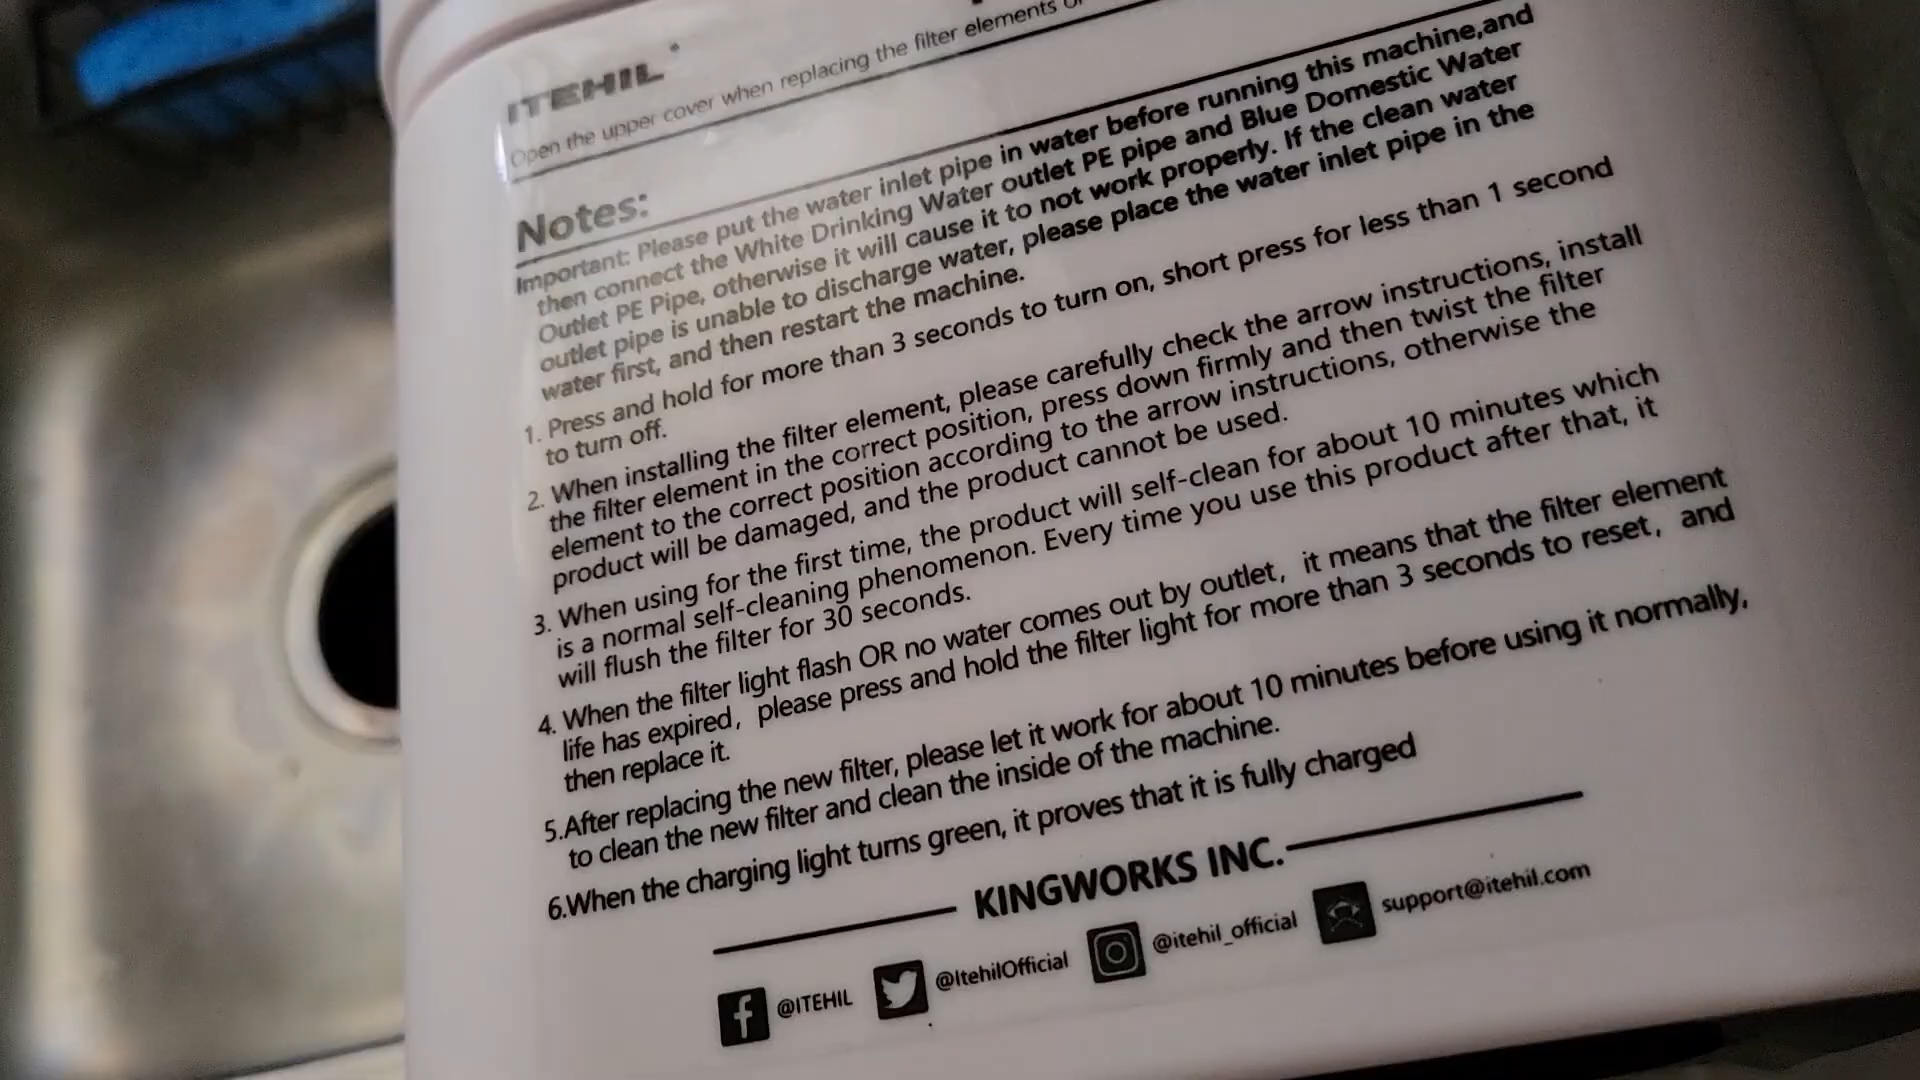 ITEHIL
Open the upper cover when replacing the filter elements
Notes:
Important: Please put the water inlet pipe in water before running this machine,and
then connect the White Drinking Water outlet PE pipe and Blue Domestic Water
Outlet PE Pipe, otherwise it will cause it to not work properly. If the clean water
outlet pipe is unable to discharge water, please place the water inlet pipe in the
water first, and then restart the machine.
1. Press and hold for more than 3 seconds to turn on, short press for less than 1 second
to turn off.
2. When installing the filter element, please carefully check the arrow instructions, install
the filter element in the correct position, press down firmly and then twist the filter
element to the correct position according to the arrow instructions, otherwise the
product will be damaged, and the product cannot be used.
3. When using for the first time, the product will self-clean for about 10 minutes which
is a normal self-cleaning phenomenon. Every time you use this product after that, it
will flush the filter for 30 seconds.
4. When the filter light flash OR no water comes out by outlet, it means that the filter element
life has expired, please press and hold the filter light for more than 3 seconds to reset, and
then replace it.
5.After replacing the new filter, please let it work for about 10 minutes before using it normally,
to clean the new filter and clean the inside of the machine.
6.When the charging light turns green, it proves that it is fully charged
KINGWORKS INC.
@ITEHIL @ItehilOfficial @itehil_official support@itehil.com